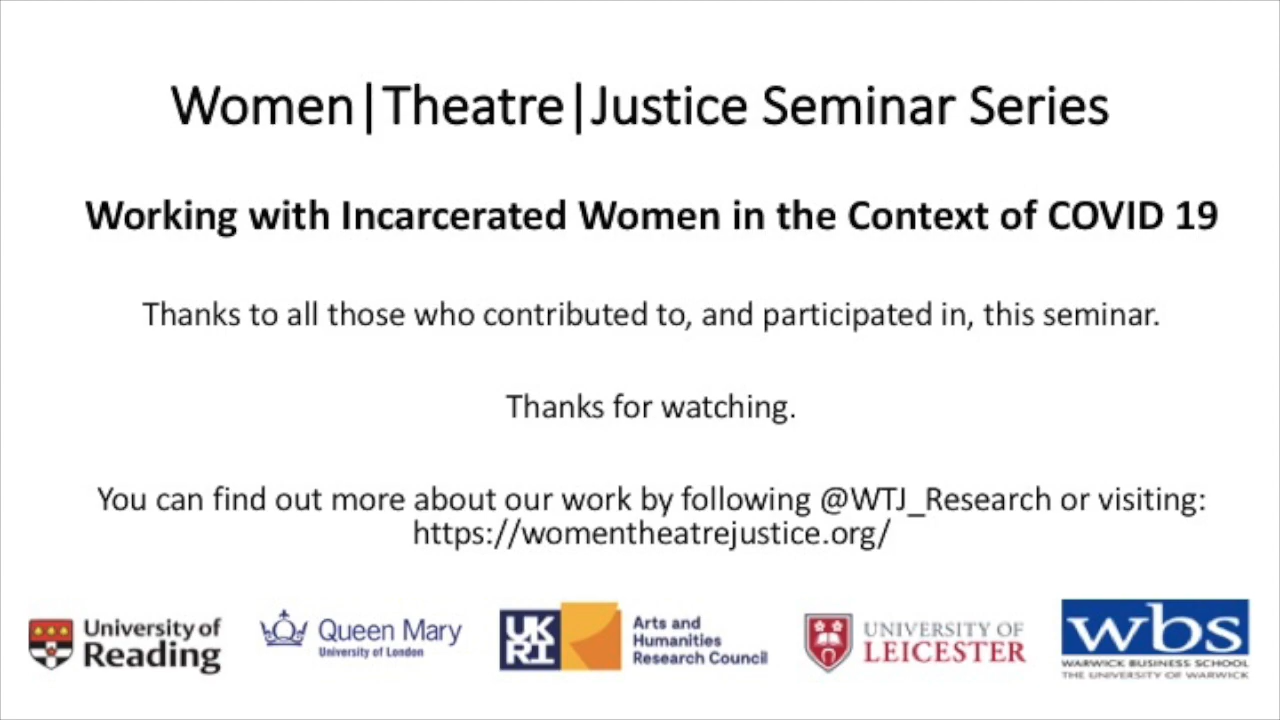 Women|Theatre|Justice Seminar Series
Working with Incarcerated Women in the Context of COVID 19
Thanks to all those who contributed to, and participated in, this seminar.
Thanks for watching.
You can find out more about our work by following @WTJ_Research or visiting:
https://womentheatrejustice.org/
University of
Reading
Queen Mary
University of London
UK
RI
Arts and
Humanities
Research Council
UNIVERSITY OF
LEICESTER
wbs
WARWICK BUSINESS SCHOOL
THE UNIVERSITY OF WARWICK